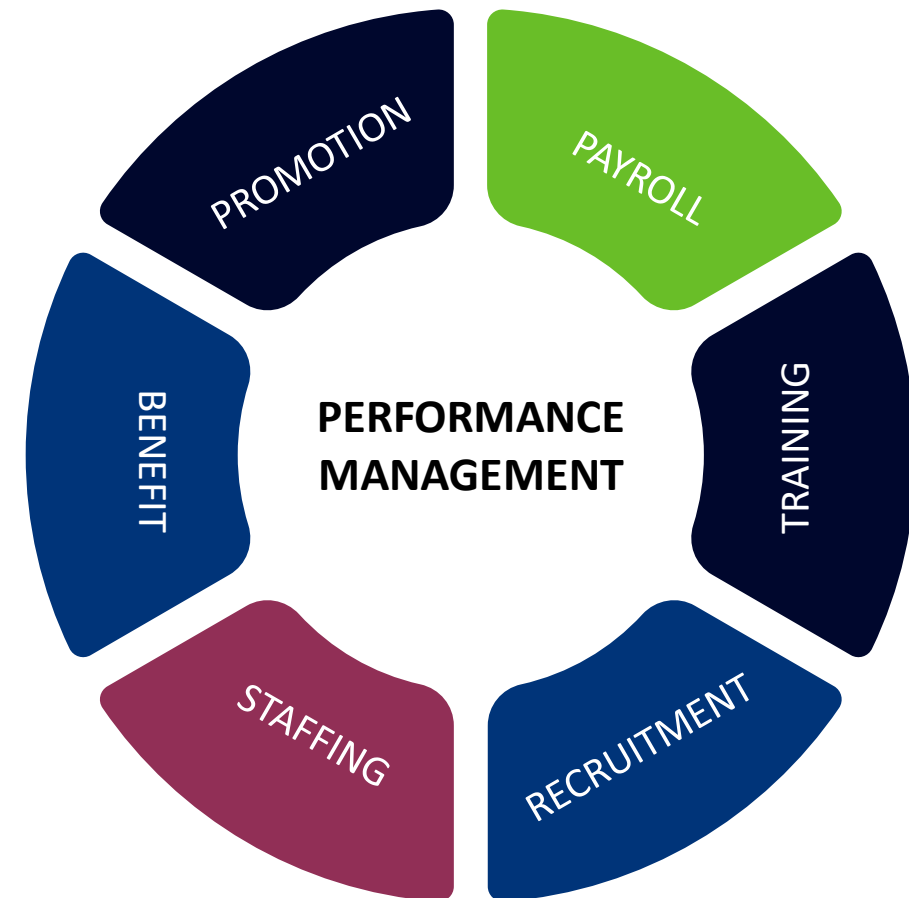 PROMOTION
PAYROLL
BENEFIT
PERFORMANCE
MANAGEMENT
TRAINING
STAFFING
RECRUITMENT